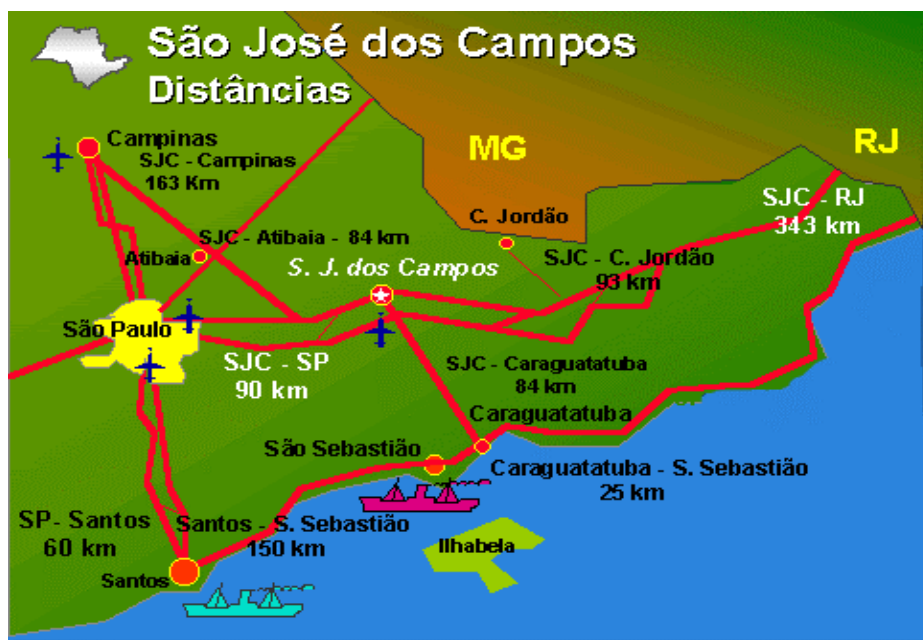 São José dos Campos
Distâncias
Campinas
SJC - Campinas
163 Km
MG
RJ
SJC - RJ
343 km
C. Jordão
SJC - Atibaia - 84 km
Atibaia
SJC - C. Jordão
93 km
S. J. dos Campos
São Paulo
SJC - SP
90 km
SJC - Caraguatatuba
84 km
Caraguatatuba
São Sebastião
Caraguatatuba - S. Sebastião
25 km
SP- Santos
60 km
Santos - S. Sebastião
150 km
Ilhabela
Santos